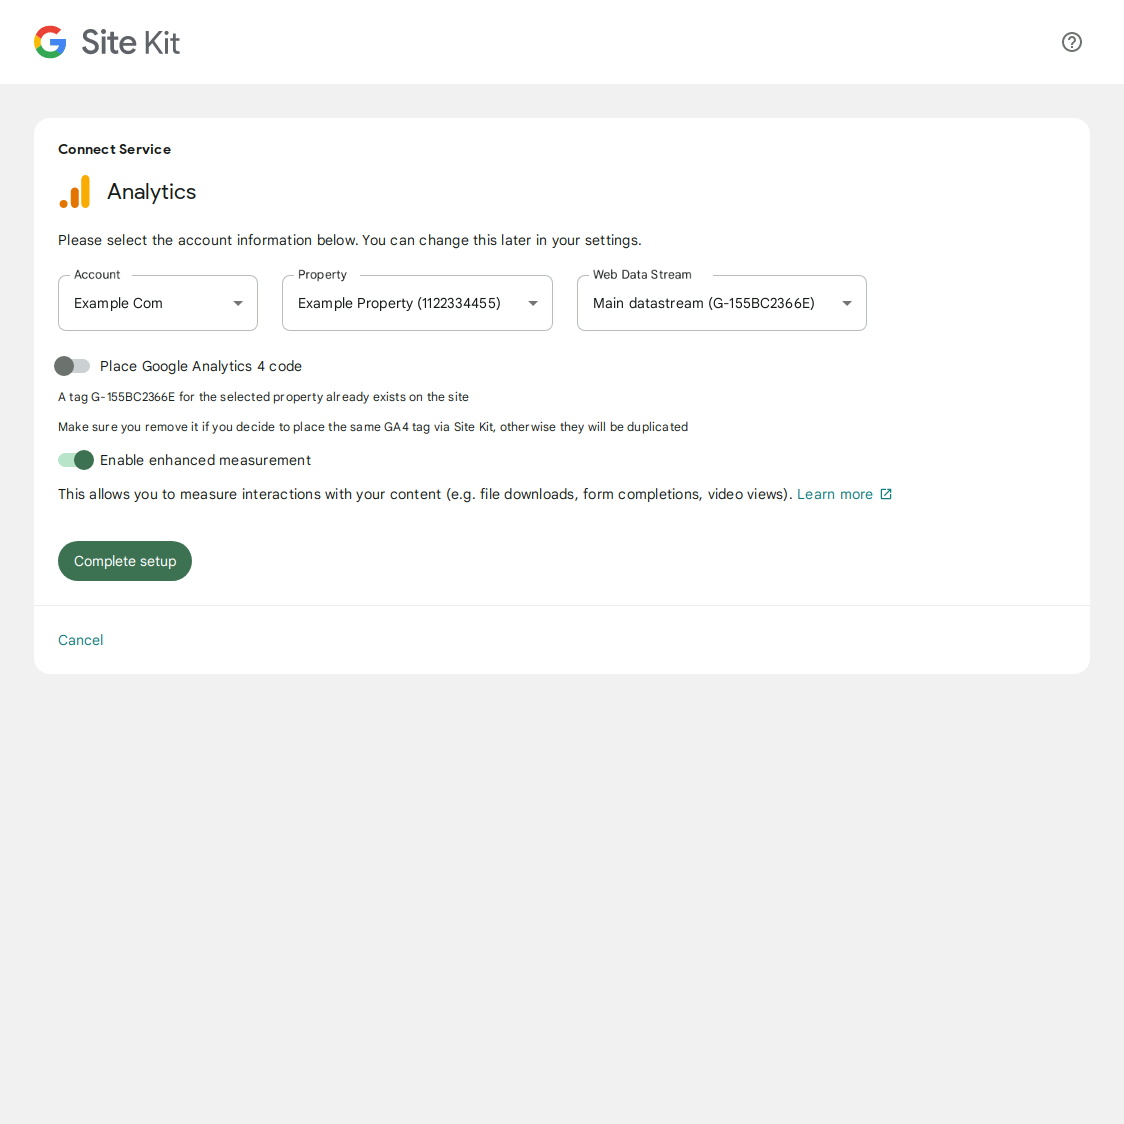 Site Kit
Connect Service
Analytics
Please select the account information below. You can change this later in your settings.
Account
Example Com
Property
Example Property (1122334455)
Web Data Stream
Main datastream (G-155BC2366E)
Place Google Analytics 4 code
A tag G-155BC2366E for the selected property already exists on the site
Make sure you remove it if you decide to place the same GA4 tag via Site Kit, otherwise they will be duplicated
Enable enhanced measurement
This allows you to measure interactions with your content (e.g. file downloads, form completions, video views). Learn more
Complete setup
Cancel